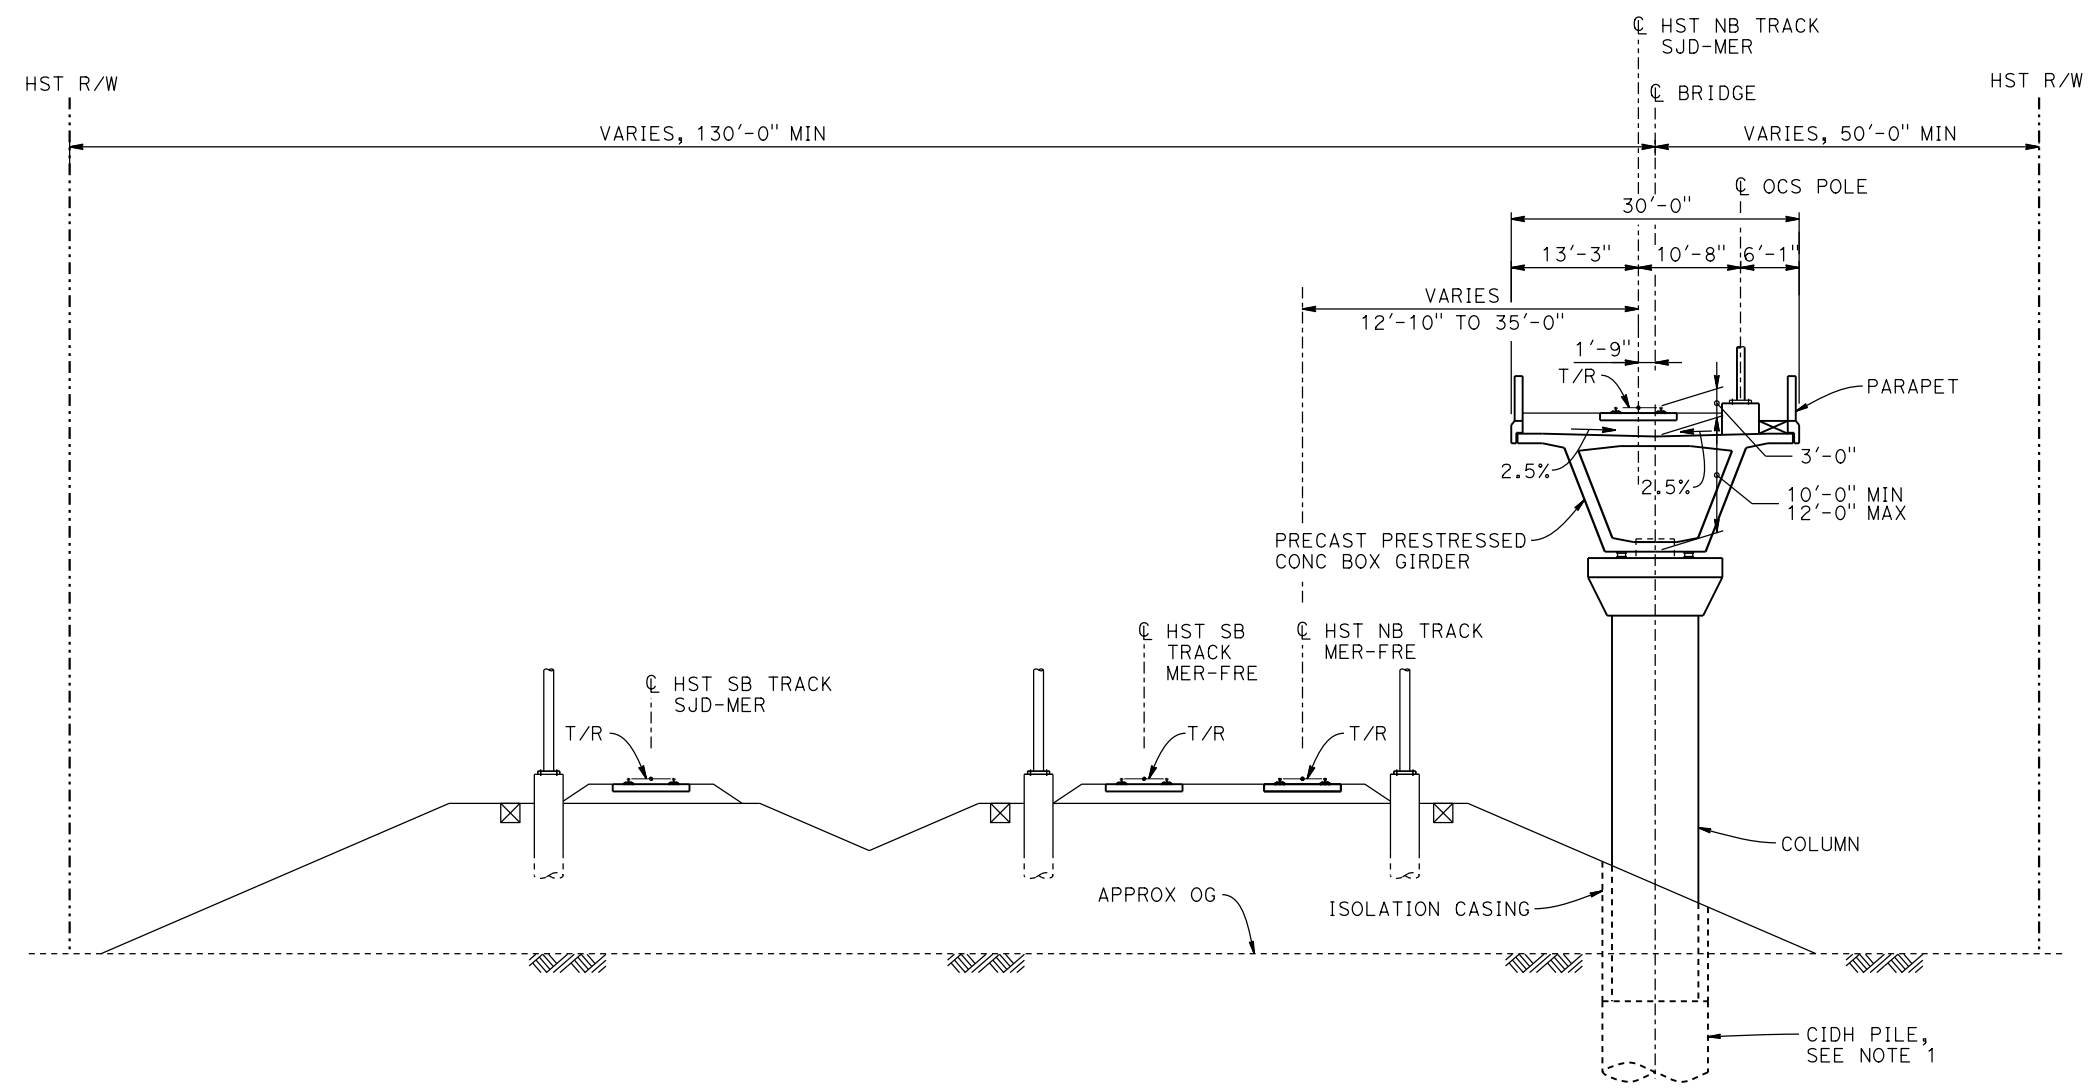 ℄ HST NB TRACK
SJD-MER
HST R/W
HST R/W
℄ BRIDGE
VARIES, 130'-0" MIN
VARIES, 50'-0" MIN
℄ OCS POLE
30'-0"
13'-3"
10'-8"
6'-1"
VARIES
12'-10" TO 35'-0"
1'-9"
T/R
PARAPET
3'-0"
2.5%
2.5%
10'-0" MIN
12'-0" MAX
PRECAST PRESTRESSED
CONC BOX GIRDER
℄ HST SB
TRACK
MER-FRE
℄ HST NB TRACK
MER-FRE
℄ HST SB TRACK
SJD-MER
T/R
T/R
T/R
COLUMN
APPROX OG
ISOLATION CASING
CIDH PILE,
SEE NOTE 1